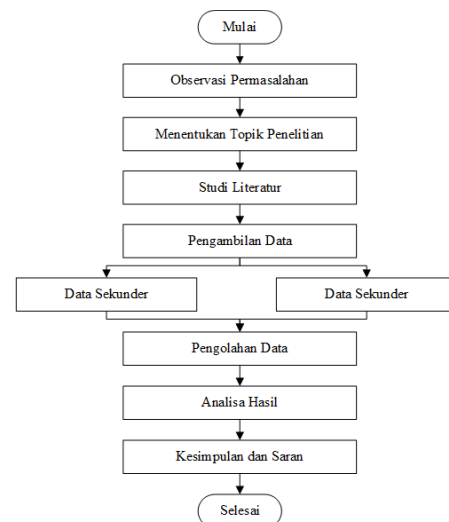 Mulai
Observasi Permasalahan
Menentukan Topik Penelitian
Studi Literatur
Pengambilan Data
Data Sekunder
Data Sekunder
Pengolahan Data
Analisa Hasil
Kesimpulan dan Saran
Selesai